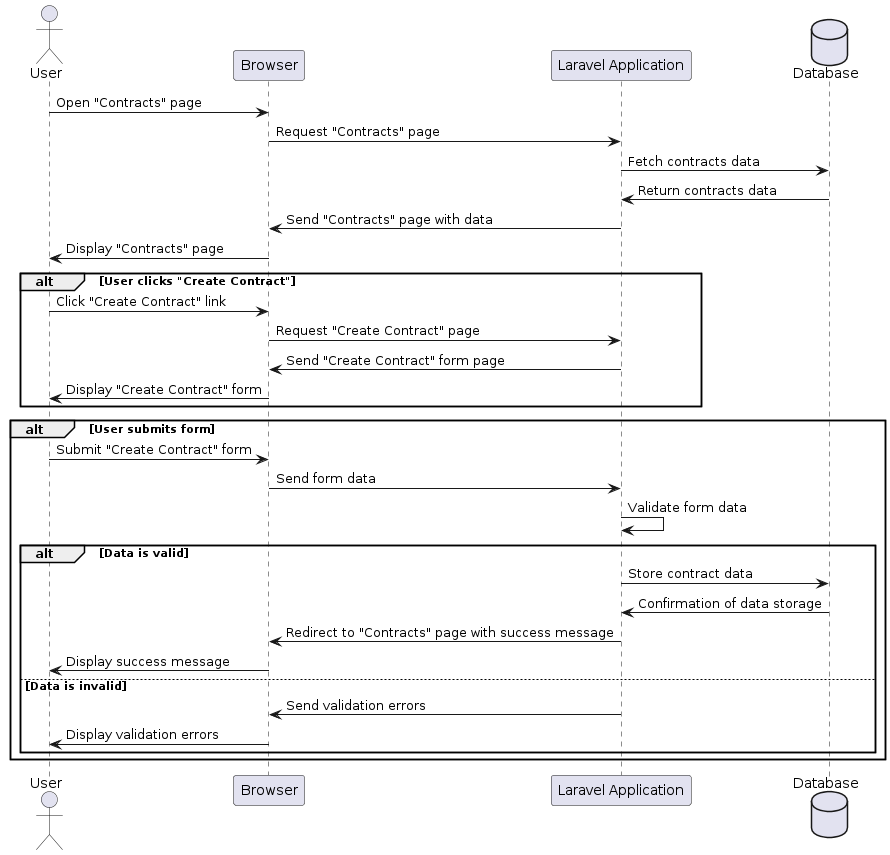 User
Browser
Laravel Application
Database
Open "Contracts" page
Request "Contracts" page
Fetch contracts data
Return contracts data
Send "Contracts" page with data
Display "Contracts" page
alt [User clicks "Create Contract"]
Click "Create Contract" link
Request "Create Contract" page
Send "Create Contract" form page
Display "Create Contract" form
alt [User submits form]
Submit "Create Contract" form
Send form data
Validate form data
alt [Data is valid]
Store contract data
Confirmation of data storage
Redirect to "Contracts" page with success message
Display success message
[Data is invalid]
Send validation errors
Display validation errors
User
Browser
Laravel Application
Database